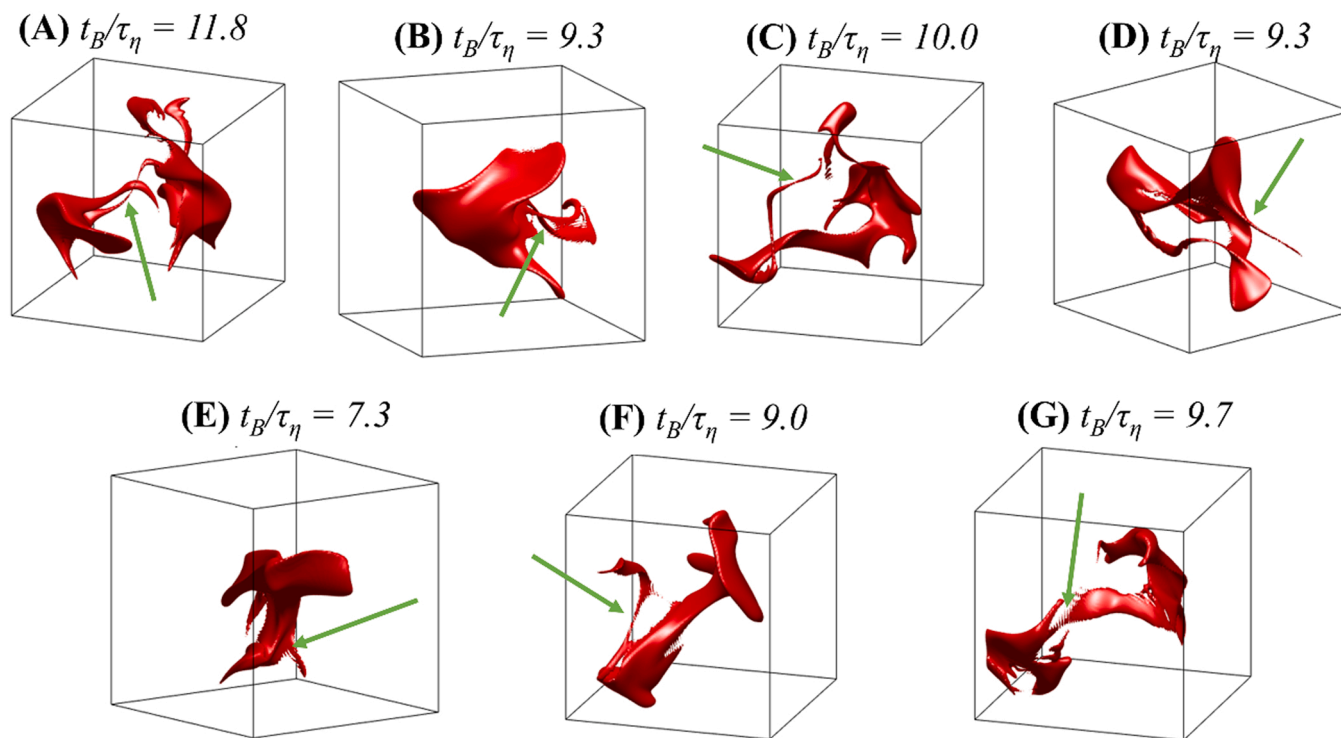 (A) t_B/τ_η = 11.8
(B) t_B/τ_η = 9.3
(C) t_B/τ_η = 10.0
(D) t_B/τ_η = 9.3
(E) t_B/τ_η = 7.3
(F) t_B/τ_η = 9.0
(G) t_B/τ_η = 9.7